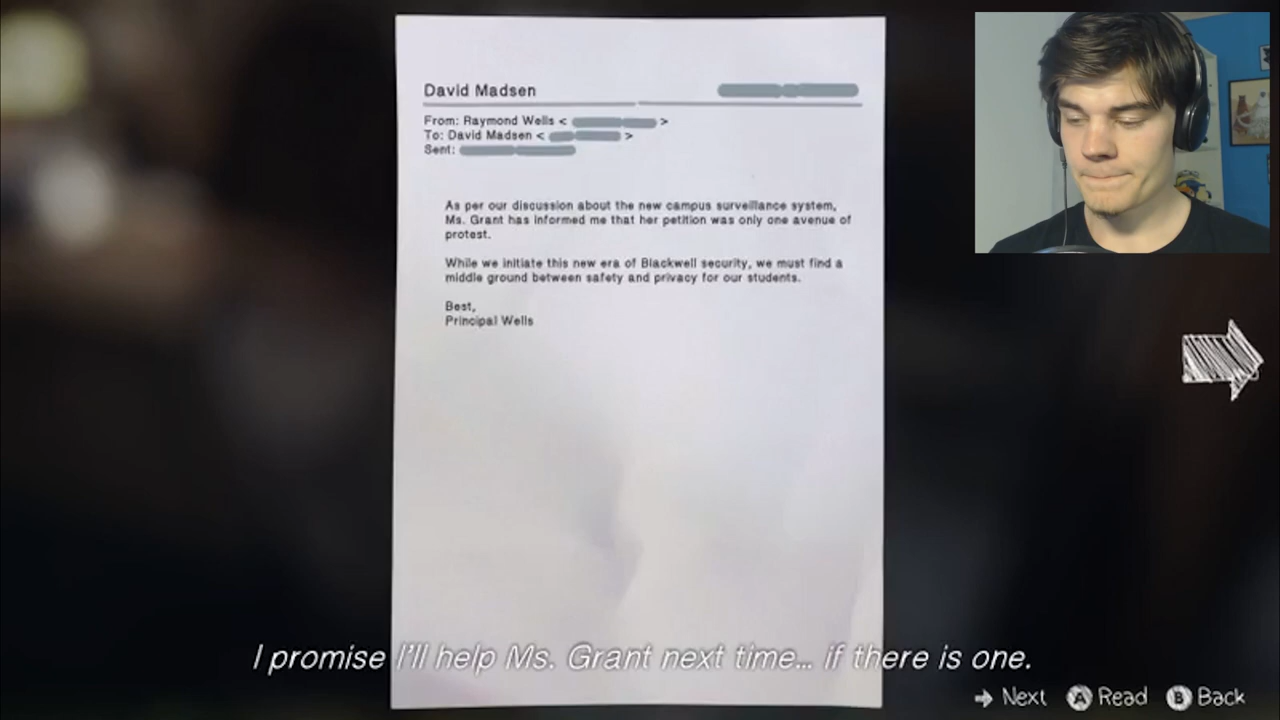 David Madsen
From: Raymond Wells < >
To: David Madsen < >
Sent:
As per our discussion about the new campus surveillance system,
Ms. Grant has informed me that her petition was only one avenue of
protest.
While we initiate this new era of Blackwell security, we must find a
middle ground between safety and privacy for our students.
Best,
Principal Wells
I promise I'll help Ms. Grant next time... if there is one.
Next A Read B Back